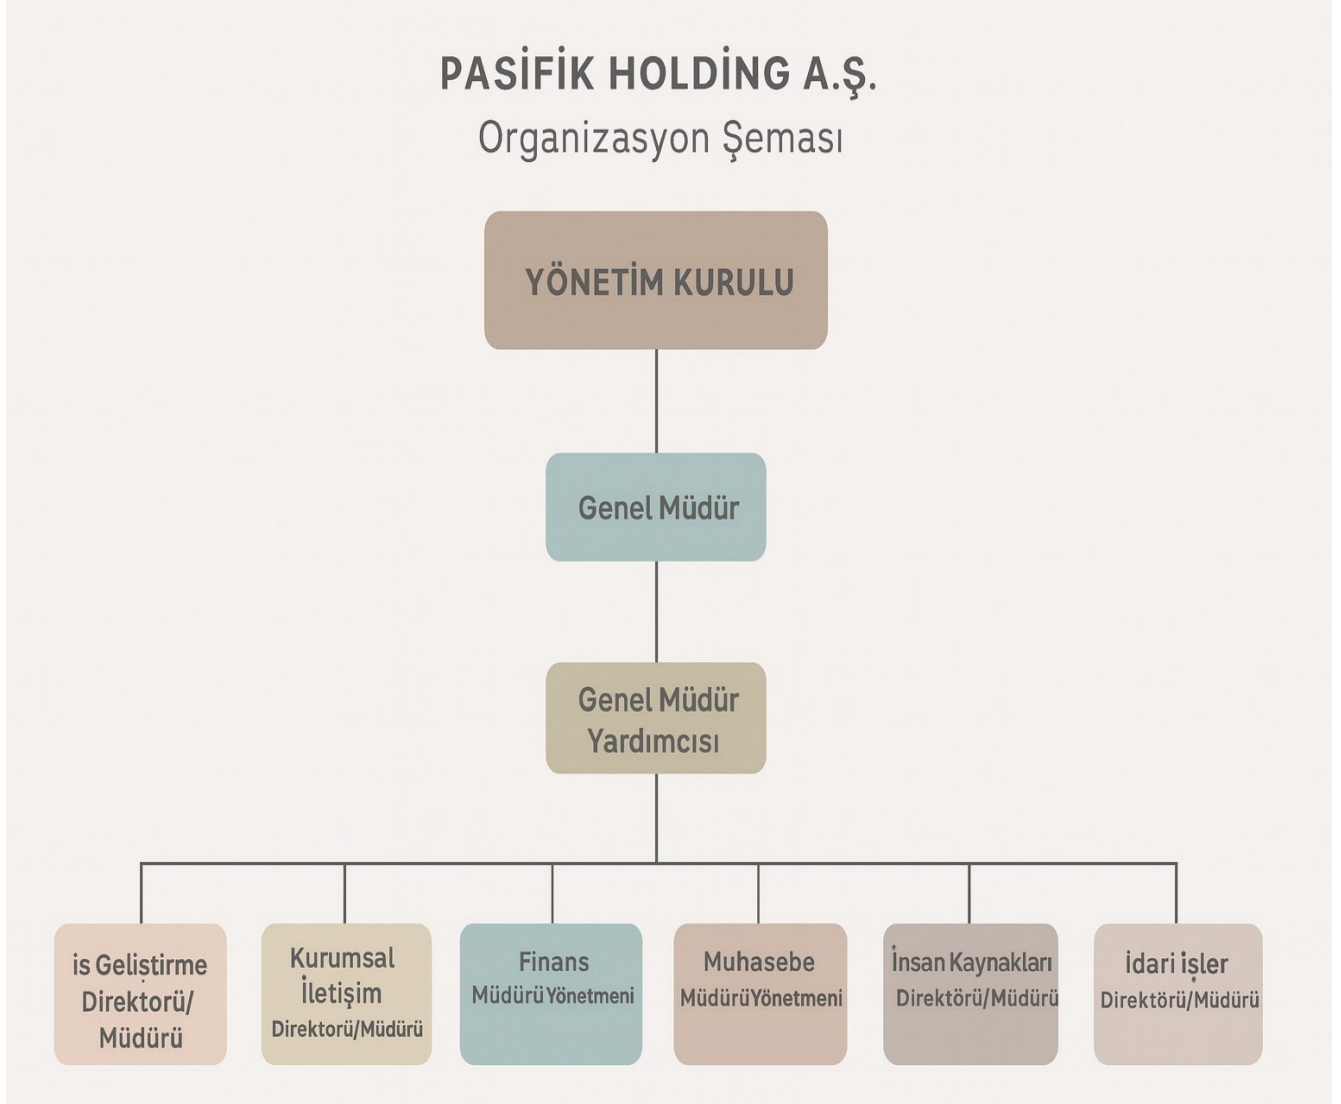 PASİFİK HOLDİNG A.Ş.
Organizasyon Şeması
YÖNETİM KURULU
Genel Müdür
Genel Müdür
Yardımcısı
is Geliştirme
Direktorü/
Müdürü
Kurumsal
İletişim
Direktorü/Müdürü
Finans
MüdürüYönetmeni
Muhasebe
MüdürüYönetmeni
İnsan Kaynakları
Direktörü/Müdürü
İdari işler
Direktörü/Müdürü